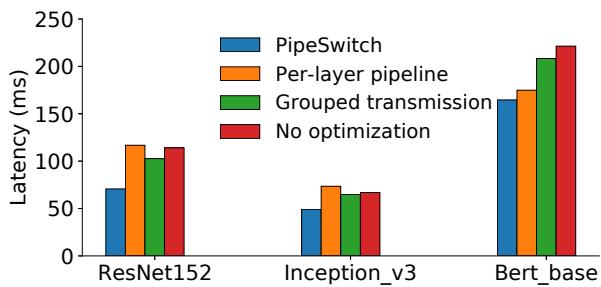 250
200
150
100
50
0
Latency (ms)
PipeSwitch
Per-layer pipeline
Grouped transmission
No optimization
ResNet152 Inception_v3 Bert_base